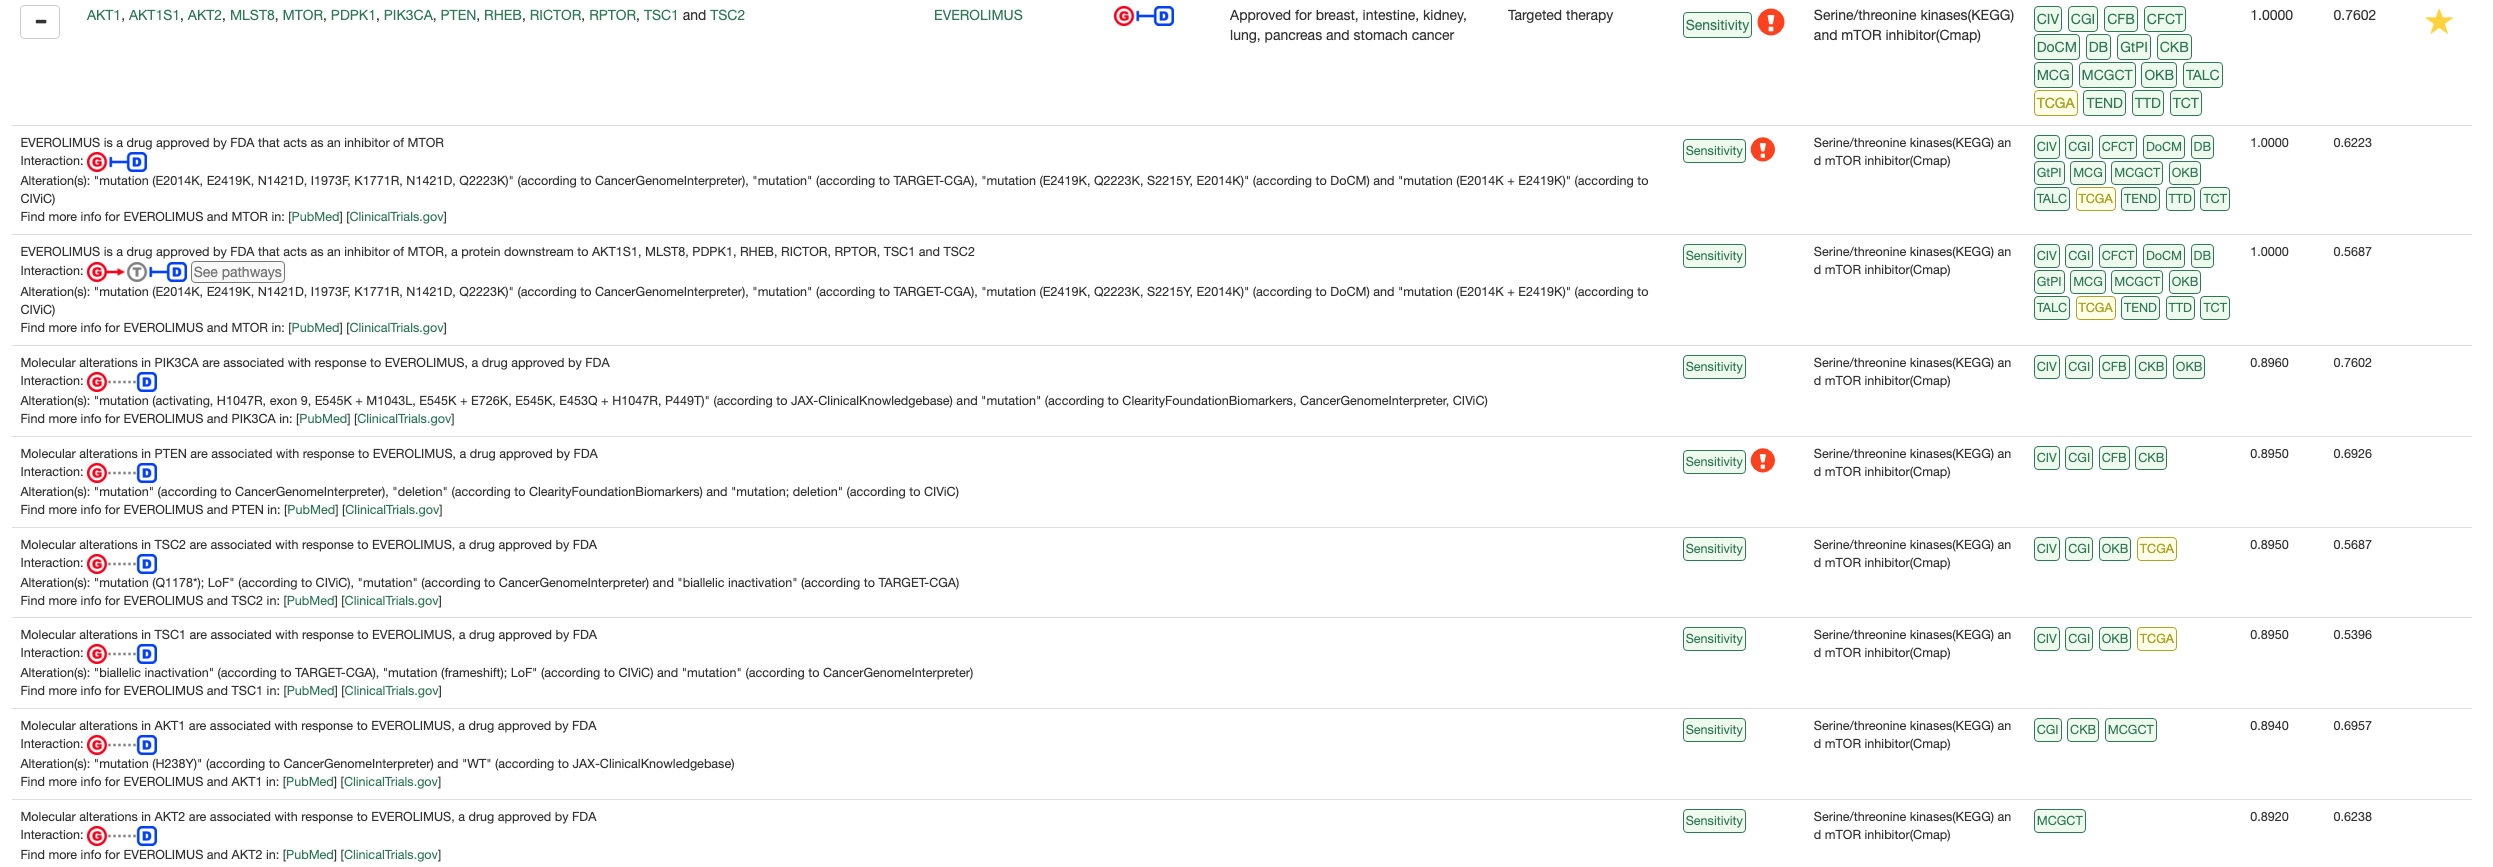 AKT1, AKT1S1, AKT2, MLST8, MTOR, PDPK1, PIK3CA, PTEN, RHEB, RICTOR, RPTOR, TSC1 and TSC2
EVEROLIMUS
G D
Approved for breast, intestine, kidney,
lung, pancreas and stomach cancer
Targeted therapy
Sensitivity !
Serine/threonine kinases(KEGG)
and mTOR inhibitor(Cmap)
CIV CGI CFB CFCT
DoCM DB GtPI CKB
MCG MCGCT OKB TALC
TCGA TEND TTD TCT
1.0000
0.7602
EVEROLIMUS is a drug approved by FDA that acts as an inhibitor of MTOR
Interaction: G D
Alteration(s): "mutation (E2014K, E2419K, N1421D, I1973F, K1771R, N1421D, Q2223K)" (according to CancerGenomeInterpreter), "mutation" (according to TARGET-CGA), "mutation (E2419K, Q2223K, S2215Y, E2014K)" (according to DoCM) and "mutation (E2014K + E2419K)" (according to
CIViC)
Find more info for EVEROLIMUS and MTOR in: [PubMed] [ClinicalTrials.gov]
Sensitivity !
Serine/threonine kinases(KEGG) an
d mTOR inhibitor(Cmap)
CIV CGI CFCT DoCM DB
GtPI MCG MCGCT OKB
TALC TCGA TEND TTD TCT
1.0000
0.6223
EVEROLIMUS is a drug approved by FDA that acts as an inhibitor of MTOR, a protein downstream to AKT1S1, MLST8, PDPK1, RHEB, RICTOR, RPTOR, TSC1 and TSC2
Interaction: G T D See pathways
Alteration(s): "mutation (E2014K, E2419K, N1421D, I1973F, K1771R, N1421D, Q2223K)" (according to CancerGenomeInterpreter), "mutation" (according to TARGET-CGA), "mutation (E2419K, Q2223K, S2215Y, E2014K)" (according to DoCM) and "mutation (E2014K + E2419K)" (according to
CIViC)
Find more info for EVEROLIMUS and MTOR in: [PubMed] [ClinicalTrials.gov]
Sensitivity
Serine/threonine kinases(KEGG) an
d mTOR inhibitor(Cmap)
CIV CGI CFCT DoCM DB
GtPI MCG MCGCT OKB
TALC TCGA TEND TTD TCT
1.0000
0.5687
Molecular alterations in PIK3CA are associated with response to EVEROLIMUS, a drug approved by FDA
Interaction: G D
Alteration(s): "mutation (activating, H1047R, exon 9, E545K + M1043L, E545K + E726K, E545K, E453Q + H1047R, P449T)" (according to JAX-ClinicalKnowledgebase) and "mutation" (according to ClearityFoundationBiomarkers, CancerGenomeInterpreter, CIViC)
Find more info for EVEROLIMUS and PIK3CA in: [PubMed] [ClinicalTrials.gov]
Sensitivity
Serine/threonine kinases(KEGG) an
d mTOR inhibitor(Cmap)
CIV CGI CFB CKB OKB
0.8960
0.7602
Molecular alterations in PTEN are associated with response to EVEROLIMUS, a drug approved by FDA
Interaction: G D
Alteration(s): "mutation" (according to CancerGenomeInterpreter), "deletion" (according to ClearityFoundationBiomarkers) and "mutation; deletion" (according to CIViC)
Find more info for EVEROLIMUS and PTEN in: [PubMed] [ClinicalTrials.gov]
Sensitivity !
Serine/threonine kinases(KEGG) an
d mTOR inhibitor(Cmap)
CIV CGI CFB CKB
0.8950
0.6926
Molecular alterations in TSC2 are associated with response to EVEROLIMUS, a drug approved by FDA
Interaction: G D
Alteration(s): "mutation (Q1178*); LoF" (according to CIViC), "mutation" (according to CancerGenomeInterpreter) and "biallelic inactivation" (according to TARGET-CGA)
Find more info for EVEROLIMUS and TSC2 in: [PubMed] [ClinicalTrials.gov]
Sensitivity
Serine/threonine kinases(KEGG) an
d mTOR inhibitor(Cmap)
CIV CGI OKB TCGA
0.8950
0.5687
Molecular alterations in TSC1 are associated with response to EVEROLIMUS, a drug approved by FDA
Interaction: G D
Alteration(s): "biallelic inactivation" (according to TARGET-CGA), "mutation (frameshift); LoF" (according to CIViC) and "mutation" (according to CancerGenomeInterpreter)
Find more info for EVEROLIMUS and TSC1 in: [PubMed] [ClinicalTrials.gov]
Sensitivity
Serine/threonine kinases(KEGG) an
d mTOR inhibitor(Cmap)
CIV CGI OKB TCGA
0.8950
0.5396
Molecular alterations in AKT1 are associated with response to EVEROLIMUS, a drug approved by FDA
Interaction: G D
Alteration(s): "mutation (H238Y)" (according to CancerGenomeInterpreter) and "WT" (according to JAX-ClinicalKnowledgebase)
Find more info for EVEROLIMUS and AKT1 in: [PubMed] [ClinicalTrials.gov]
Sensitivity
Serine/threonine kinases(KEGG) an
d mTOR inhibitor(Cmap)
CGI CKB MCGCT
0.8940
0.6957
Molecular alterations in AKT2 are associated with response to EVEROLIMUS, a drug approved by FDA
Interaction: G D
Find more info for EVEROLIMUS and AKT2 in: [PubMed] [ClinicalTrials.gov]
Sensitivity
Serine/threonine kinases(KEGG) an
d mTOR inhibitor(Cmap)
MCGCT
0.8920
0.6238